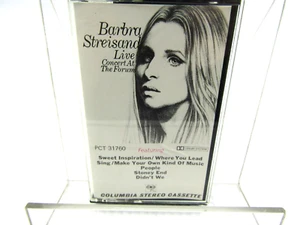 Barbra
Streisand
Live
Concert At
The Forum
PCT 31760
Featuring:
Sweet Inspiration/Where You Lead
Sing/Make Your Own Kind Of Music
People
Stoney End
Didn't We
COLUMBIA STEREO CASSETTE